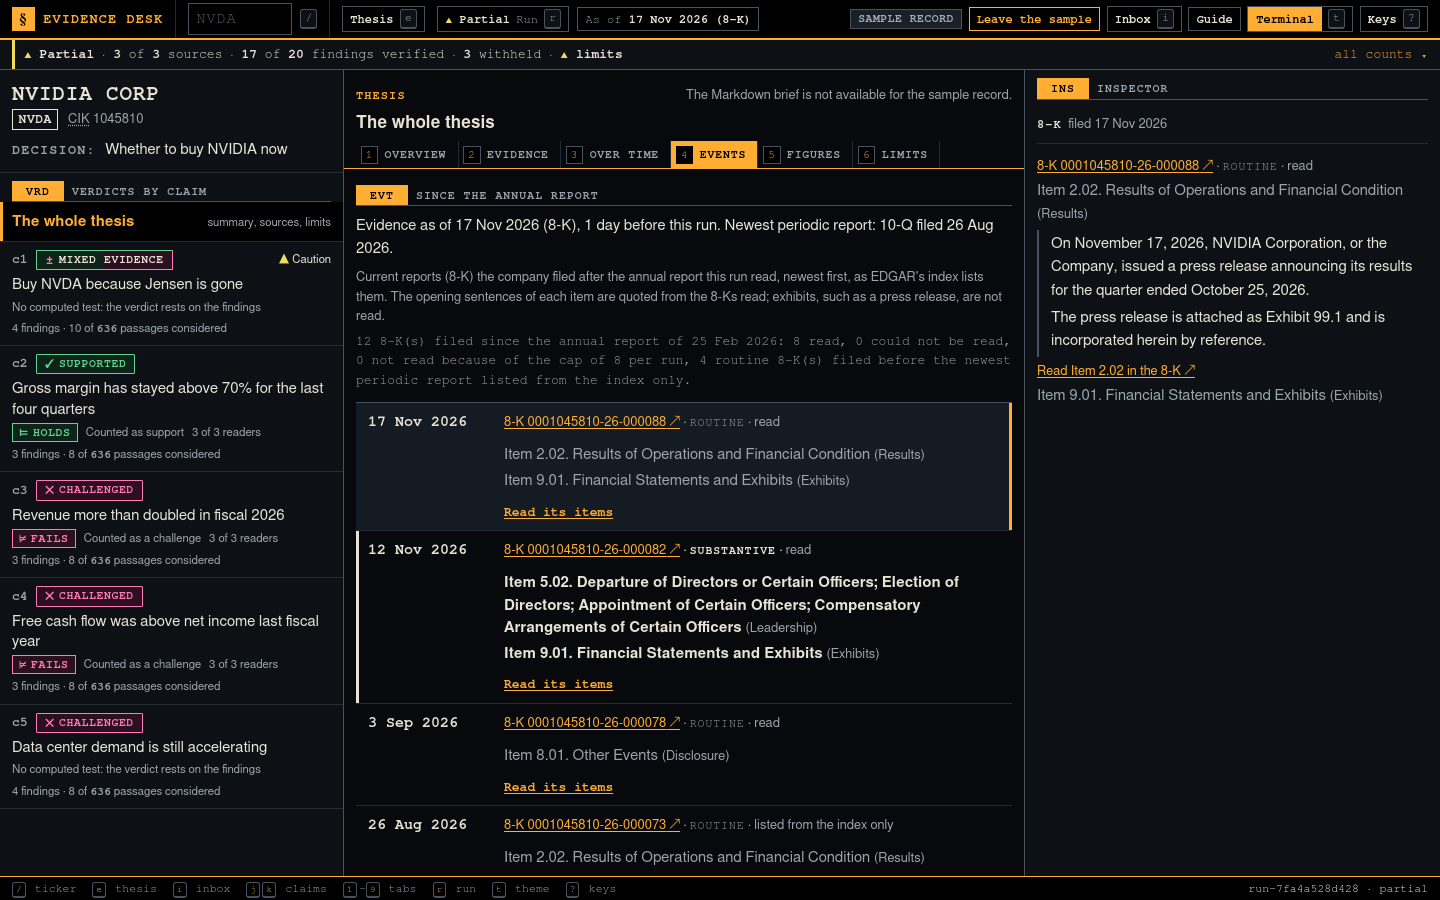 § EVIDENCE DESK NVDA / Thesis e ▲ Partial Run r As of 17 Nov 2026 (8-K) SAMPLE RECORD Leave the sample Inbox i Guide Terminal t Keys ?
▲ Partial · 3 of 3 sources · 17 of 20 findings verified · 3 withheld · ▲ limits all counts ▾
NVIDIA CORP
NVDA CIK 1045810
DECISION: Whether to buy NVIDIA now
VRD VERDICTS BY CLAIM
The whole thesis summary, sources, limits
c1 ± MIXED EVIDENCE ▲ Caution
Buy NVDA because Jensen is gone
No computed test: the verdict rests on the findings
4 findings · 10 of 636 passages considered
c2 ✓ SUPPORTED
Gross margin has stayed above 70% for the last
four quarters
⊨ HOLDS Counted as support 3 of 3 readers
3 findings · 8 of 636 passages considered
c3 ✕ CHALLENGED
Revenue more than doubled in fiscal 2026
⊭ FAILS Counted as a challenge 3 of 3 readers
3 findings · 8 of 636 passages considered
c4 ✕ CHALLENGED
Free cash flow was above net income last fiscal
year
⊭ FAILS Counted as a challenge 3 of 3 readers
3 findings · 8 of 636 passages considered
c5 ✕ CHALLENGED
Data center demand is still accelerating
No computed test: the verdict rests on the findings
4 findings · 8 of 636 passages considered
THESIS The Markdown brief is not available for the sample record.
The whole thesis
1 OVERVIEW 2 EVIDENCE 3 OVER TIME 4 EVENTS 5 FIGURES 6 LIMITS
EVT SINCE THE ANNUAL REPORT
Evidence as of 17 Nov 2026 (8-K), 1 day before this run. Newest periodic report: 10-Q filed 26 Aug
2026.
Current reports (8-K) the company filed after the annual report this run read, newest first, as EDGAR's index lists
them. The opening sentences of each item are quoted from the 8-Ks read; exhibits, such as a press release, are not
read.
12 8-K(s) filed since the annual report of 25 Feb 2026: 8 read, 0 could not be read,
0 not read because of the cap of 8 per run, 4 routine 8-K(s) filed before the newest
periodic report listed from the index only.
17 Nov 2026 8-K 0001045810-26-000088 ↗ · ROUTINE · read
Item 2.02. Results of Operations and Financial Condition (Results)
Item 9.01. Financial Statements and Exhibits (Exhibits)
Read its items
12 Nov 2026 8-K 0001045810-26-000082 ↗ · SUBSTANTIVE · read
Item 5.02. Departure of Directors or Certain Officers; Election of
Directors; Appointment of Certain Officers; Compensatory
Arrangements of Certain Officers (Leadership)
Item 9.01. Financial Statements and Exhibits (Exhibits)
Read its items
3 Sep 2026 8-K 0001045810-26-000078 ↗ · ROUTINE · read
Item 8.01. Other Events (Disclosure)
Read its items
26 Aug 2026 8-K 0001045810-26-000073 ↗ · ROUTINE · listed from the index only
Item 2.02. Results of Operations and Financial Condition (Results)
INS INSPECTOR
8-K filed 17 Nov 2026
8-K 0001045810-26-000088 ↗ · ROUTINE · read
Item 2.02. Results of Operations and Financial Condition
(Results)
On November 17, 2026, NVIDIA Corporation, or the
Company, issued a press release announcing its results
for the quarter ended October 25, 2026.
The press release is attached as Exhibit 99.1 and is
incorporated herein by reference.
Read Item 2.02 in the 8-K ↗
Item 9.01. Financial Statements and Exhibits (Exhibits)
/ ticker e thesis i inbox j k claims 1-9 tabs r run t theme ? keys run-7fa4a528d428 · partial